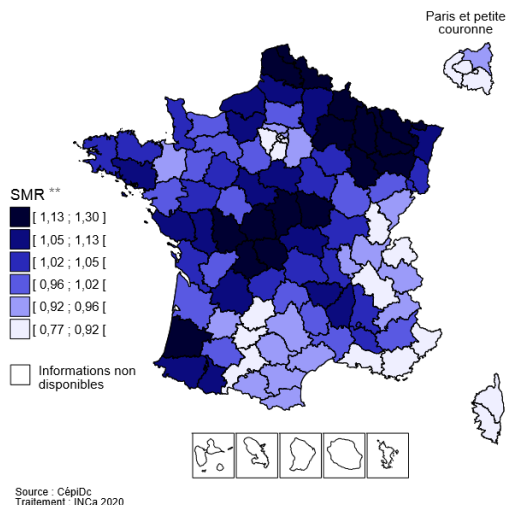 Paris et petite
couronne
SMR **
[ 1,13 ; 1,30 ]
[ 1,05 ; 1,13 [
[ 1,02 ; 1,05 [
[ 0,96 ; 1,02 [
[ 0,92 ; 0,96 [
[ 0,77 ; 0,92 [
Informations non
disponibles
Source : CépiDc
Traitement : INCa 2020